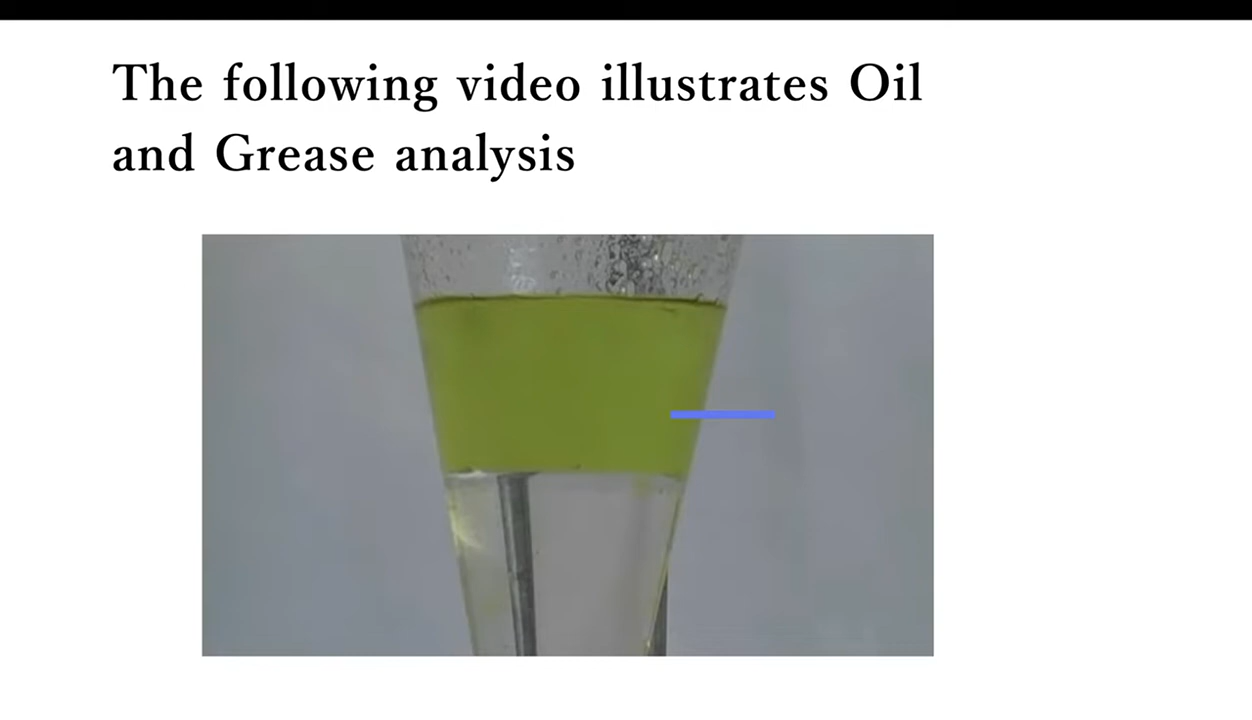 The following video illustrates Oil
and Grease analysis